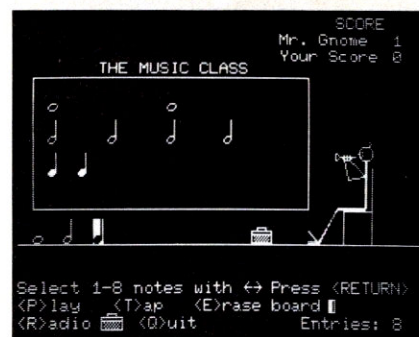 SCORE
Mr. Gnome 1
Your Score 0
THE MUSIC CLASS
Select 1-8 notes with ↔ Press <RETURN>
<P>lay <T>ap <E>rase board
<R>adio <Q>uit Entries: 8